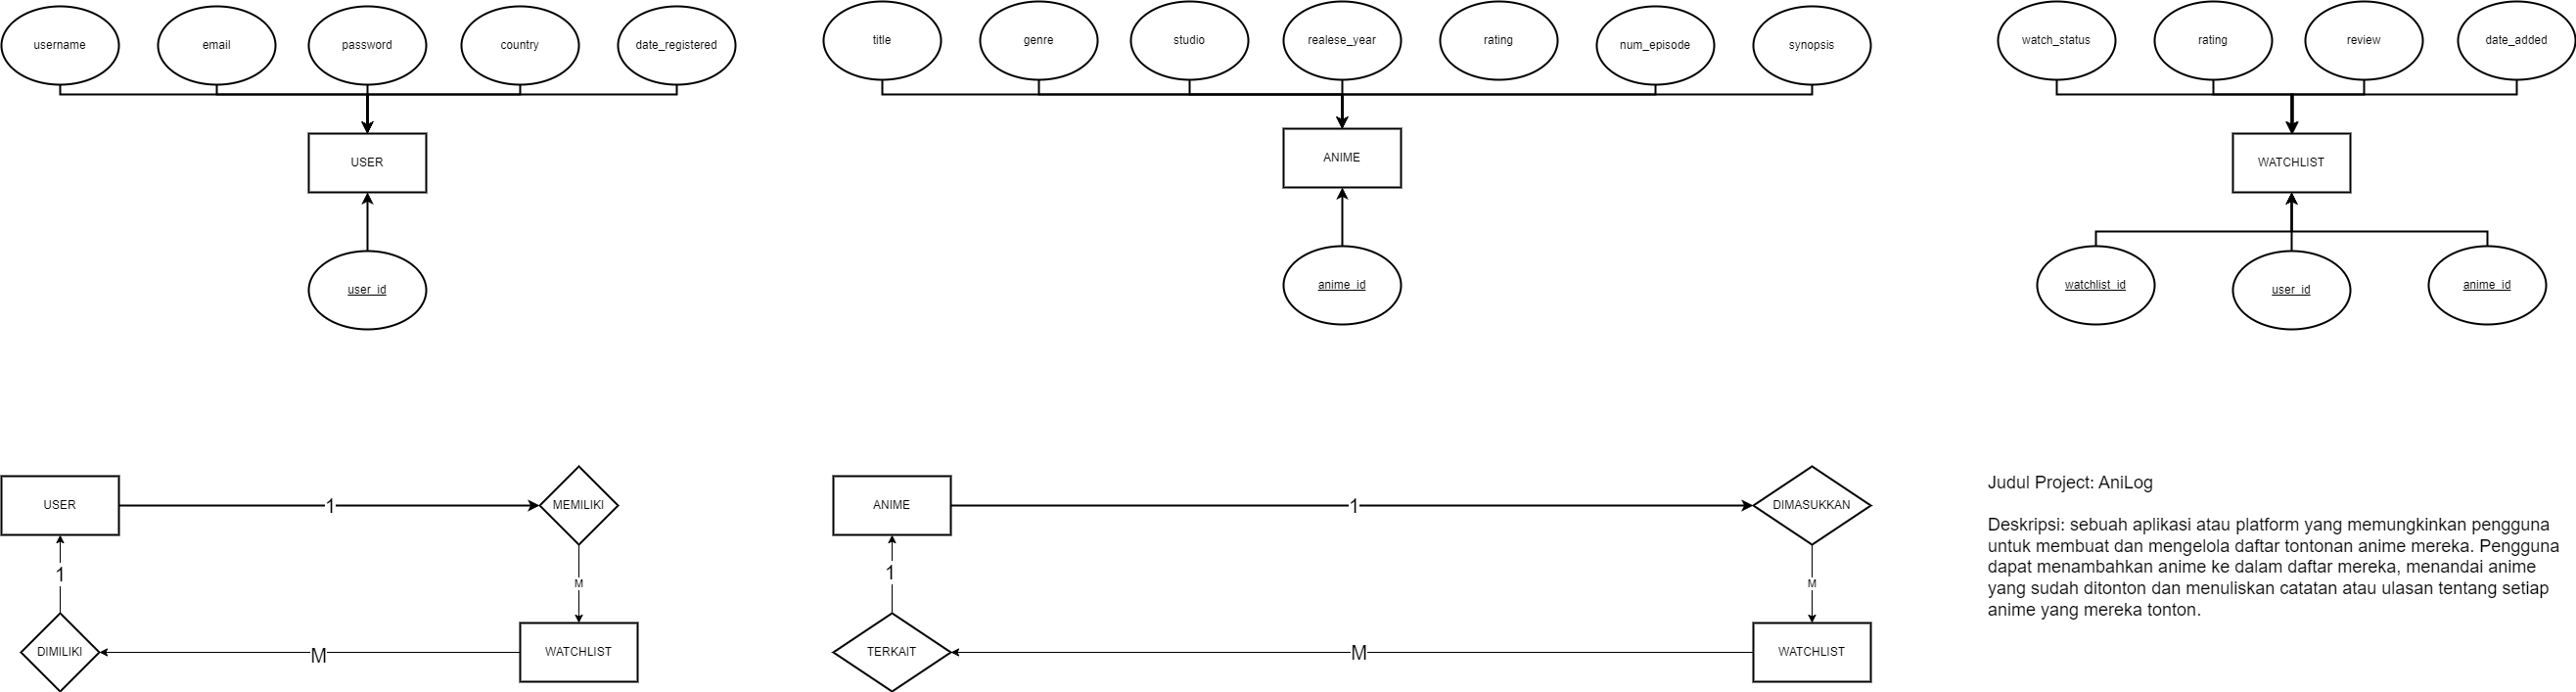 username
email
password
country
date_registered
title
genre
studio
realese_year
rating
num_episode
synopsis
watch_status
rating
review
date_added
USER
ANIME
WATCHLIST
user_id
anime_id
watchlist_id
user_id
anime_id
USER
1
MEMILIKI
1
M
DIMILIKI
M
WATCHLIST
ANIME
1
DIMASUKKAN
1
M
TERKAIT
M
WATCHLIST
Judul Project: AniLog
Deskripsi: sebuah aplikasi atau platform yang memungkinkan pengguna
untuk membuat dan mengelola daftar tontonan anime mereka. Pengguna
dapat menambahkan anime ke dalam daftar mereka, menandai anime
yang sudah ditonton dan menuliskan catatan atau ulasan tentang setiap
anime yang mereka tonton.